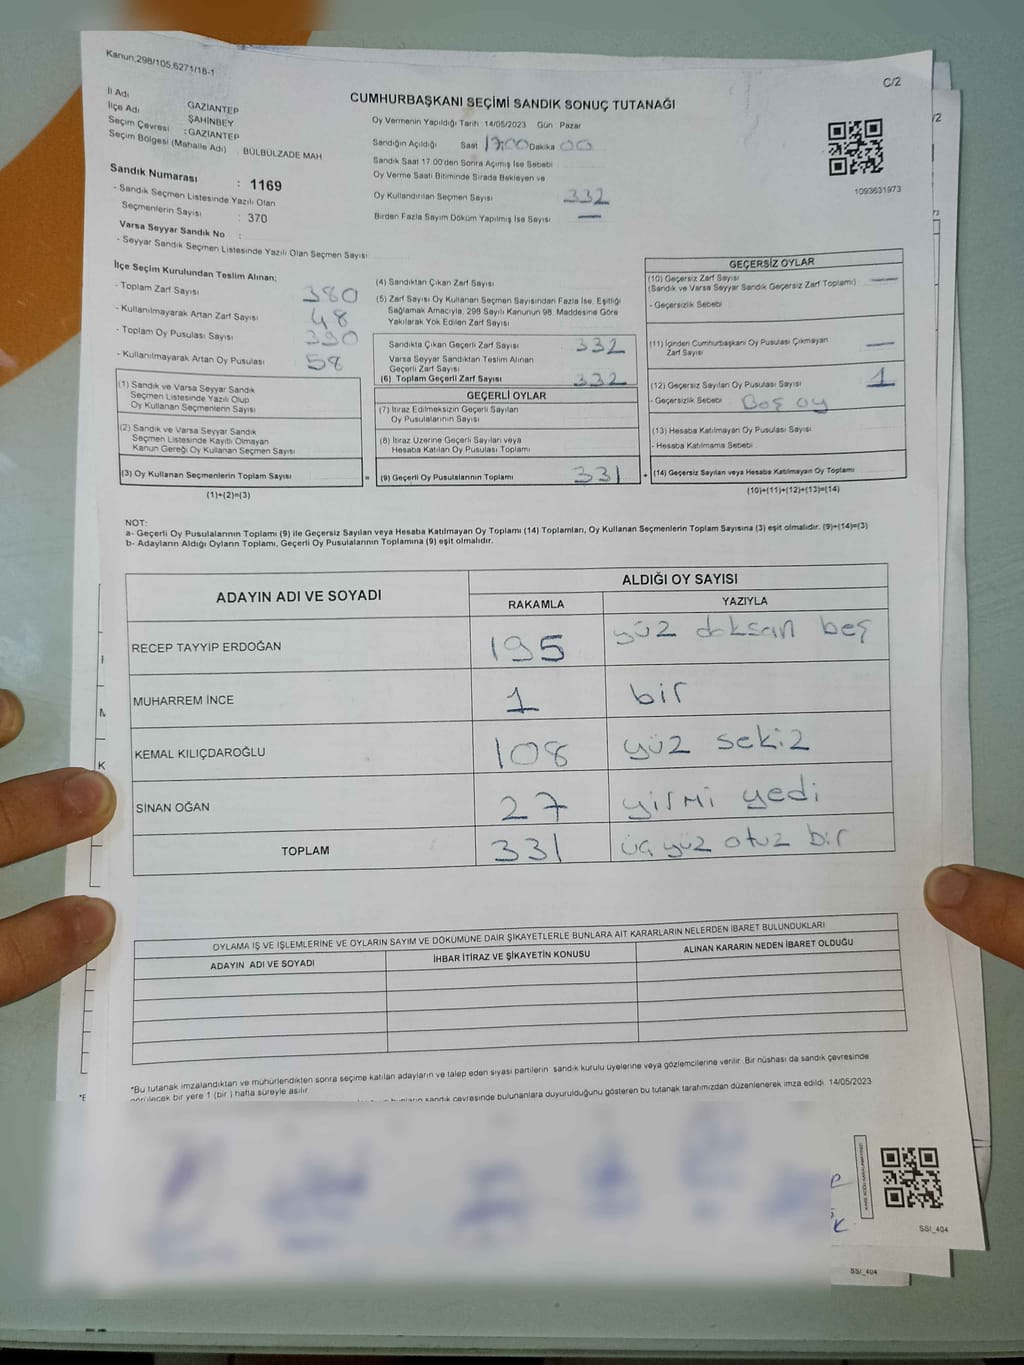 Kanun:298/105,6271/18-1
C/2
CUMHURBAŞKANI SEÇİMİ SANDIK SONUÇ TUTANAĞI
İl Adı GAZİANTEP
İlçe Adı ŞAHİNBEY
Seçim Çevresi : GAZİANTEP
Seçim Bölgesi (Mahalle Adı) BÜLBÜLZADE MAH
Sandık Numarası : 1169
- Sandık Seçmen Listesinde Yazılı Olan
Seçmenlerin Sayısı : 370
Varsa Seyyar Sandık No :
- Seyyar Sandık Seçmen Listesinde Yazılı Olan Seçmen Sayısı
Oy Vermenin Yapıldığı Tarih : 14/05/2023 Gün : Pazar
Sandığın Açıldığı Saat 17:00 Dakika 00
Sandık Saat 17.00'den Sonra Açımış İse Sebebi
Oy Verme Saati Bitiminde Sırada Bekleyen ve
Oy Kullandırılan Seçmen Sayısı 332
Birden Fazla Sayım Döküm Yapılmış İse Sayısı —
1093631973
İlçe Seçim Kurulundan Teslim Alınan;
- Toplam Zarf Sayısı 380
- Kullanılmayarak Artan Zarf Sayısı 48
- Toplam Oy Pusulası Sayısı 390
- Kullanılmayarak Artan Oy Pusulası 58
(1) Sandık ve Varsa Seyyar Sandık
Seçmen Listesinde Yazılı Olup
Oy Kullanan Seçmenlerin Sayısı
(2) Sandık ve Varsa Seyyar Sandık
Seçmen Listesinde Kayıtlı Olmayan
Kanun Gereği Oy Kullanan Seçmen Sayısı
(3) Oy Kullanan Seçmenlerin Toplam Sayısı
(1)+(2)=(3)
(4) Sandıktan Çıkan Zarf Sayısı
(5) Zarf Sayısı Oy Kullanan Seçmen Sayısından Fazla İse, Eşitliği
Sağlamak Amacıyla, 298 Sayılı Kanunun 98. Maddesine Göre
Yakılarak Yok Edilen Zarf Sayısı
Sandıkta Çıkan Geçerli Zarf Sayısı 332
Varsa Seyyar Sandıktan Teslim Alınan
Geçerli Zarf Sayısı
(6) Toplam Geçerli Zarf Sayısı 332
GEÇERLİ OYLAR
(7) İtiraz Edilmeksizin Geçerli Sayılan
Oy Pusulalarının Sayısı
(8) İtiraz Üzerine Geçerli Sayılan veya
Hesaba Katılan Oy Pusulası Toplamı
= (9) Geçerli Oy Pusulalarının Toplamı 331
GEÇERSİZ OYLAR
(10) Geçersiz Zarf Sayısı —
(Sandık ve Varsa Seyyar Sandık Geçersiz Zarf Toplamı)
- Geçersizlik Sebebi
(11) İçinden Cumhurbaşkanı Oy Pusulası Çıkmayan —
Zarf Sayısı
(12) Geçersiz Sayılan Oy Pusulası Sayısı 1
- Geçersizlik Sebebi Boş oy
(13) Hesaba Katılmayan Oy Pusulası Sayısı
- Hesaba Katılmama Sebebi
+ (14) Geçersiz Sayılan veya Hesaba Katılmayan Oy Toplamı
(10)+(11)+(12)+(13)=(14)
NOT:
a- Geçerli Oy Pusulalarının Toplamı (9) ile Geçersiz Sayılan veya Hesaba Katılmayan Oy Toplamı (14) Toplamları, Oy Kullanan Seçmenlerin Toplam Sayısına (3) eşit olmalıdır. (9)+(14)=(3)
b- Adayların Aldığı Oyların Toplamı, Geçerli Oy Pusulalarının Toplamına (9) eşit olmalıdır.
ADAYIN ADI VE SOYADI ALDIĞI OY SAYISI
RAKAMLA YAZIYLA
RECEP TAYYİP ERDOĞAN 195 yüz doksan beş
MUHARREM İNCE 1 bir
KEMAL KILIÇDAROĞLU 108 yüz sekiz
SİNAN OĞAN 27 yirmi yedi
TOPLAM 331 üç yüz otuz bir
OYLAMA İŞ VE İŞLEMLERİNE VE OYLARIN SAYIM VE DÖKÜMÜNE DAİR ŞİKAYETLERLE BUNLARA AİT KARARLARIN NELERDEN İBARET BULUNDUKLARI
ADAYIN ADI VE SOYADI İHBAR İTİRAZ VE ŞİKAYETİN KONUSU ALINAN KARARIN NEDEN İBARET OLDUĞU
*Bu tutanak imzalandıktan ve mühürlendikten sonra seçime katılan adayların ve talep eden siyasi partilerin sandık kurulu üyelerine veya gözlemcilerine verilir. Bir nüshası da sandık çevresinde
görülecek bir yere 1 (bir) hafta süreyle asılır.
bunların sandık çevresinde bulunanlara duyurulduğunu gösteren bu tutanak tarafımızdan düzenlenerek imza edildi. 14/05/2023
SSI_404
SSI_404